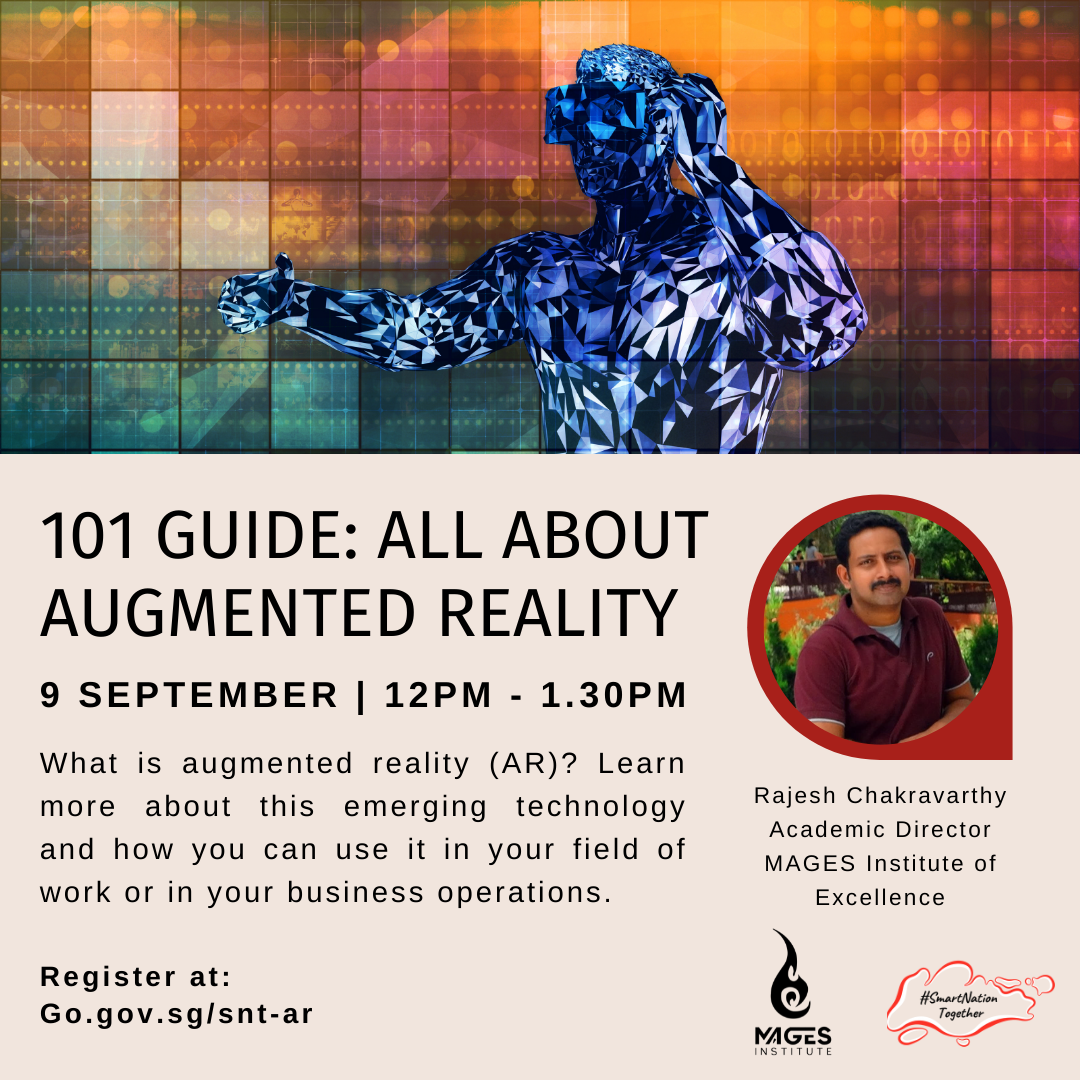 101 GUIDE: ALL ABOUT
AUGMENTED REALITY
9 SEPTEMBER | 12PM - 1.30PM
What is augmented reality (AR)? Learn
more about this emerging technology
and how you can use it in your field of
work or in your business operations.
Register at:
Go.gov.sg/snt-ar
Rajesh Chakravarthy
Academic Director
MAGES Institute of
Excellence
MAGES
INSTITUTE
#SmartNation
Together